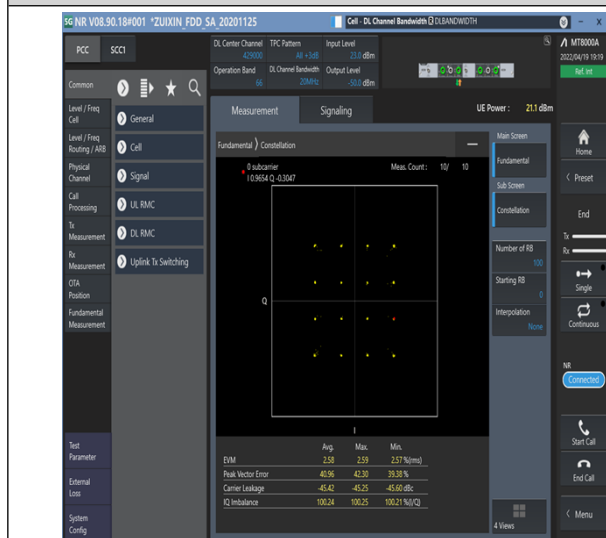 5G NR V08.90.18#001 *ZUIXIN_FDD_SA_20201125
Cell - DL Channel Bandwidth DLBANDWIDTH
PCC SCC1
DL Center Channel TPC Pattern Input Level
429000 All +3dB 23.0 dBm
Operation Band DL Channel Bandwidth Output Level
66 20MHz -50.0 dBm
MT8000A
2022/04/19 19:19
Ref. Int
Common
Level / Freq
Cell
Level / Freq
Routing / ARB
Physical
Channel
Call
Processing
Tx
Measurement
Rx
Measurement
OTA
Position
Fundamental
Measurement
Test
Parameter
External
Loss
System
Config
General
Cell
Signal
UL RMC
DL RMC
Uplink Tx Switching
Measurement Signaling
UE Power : 21.1 dBm
Fundamental Constellation
0 subcarrier Meas. Count : 10/ 10
I 0.9654 Q -0.3047
Q
I
Avg. Max. Min.
EVM 2.58 2.59 2.57 %(rms)
Peak Vector Error 40.96 42.30 39.38 %
Carrier Leakage -45.42 -45.25 -45.60 dBc
IQ Imbalance 100.24 100.25 100.21 %(I/Q)
Main Screen
Fundamental
Sub Screen
Constellation
Number of RB
100
Starting RB
0
Interpolation
None
4 Views
Home
Preset
End
Tx
Rx
Single
Continuous
NR
Connected
Start Call
End Call
Menu